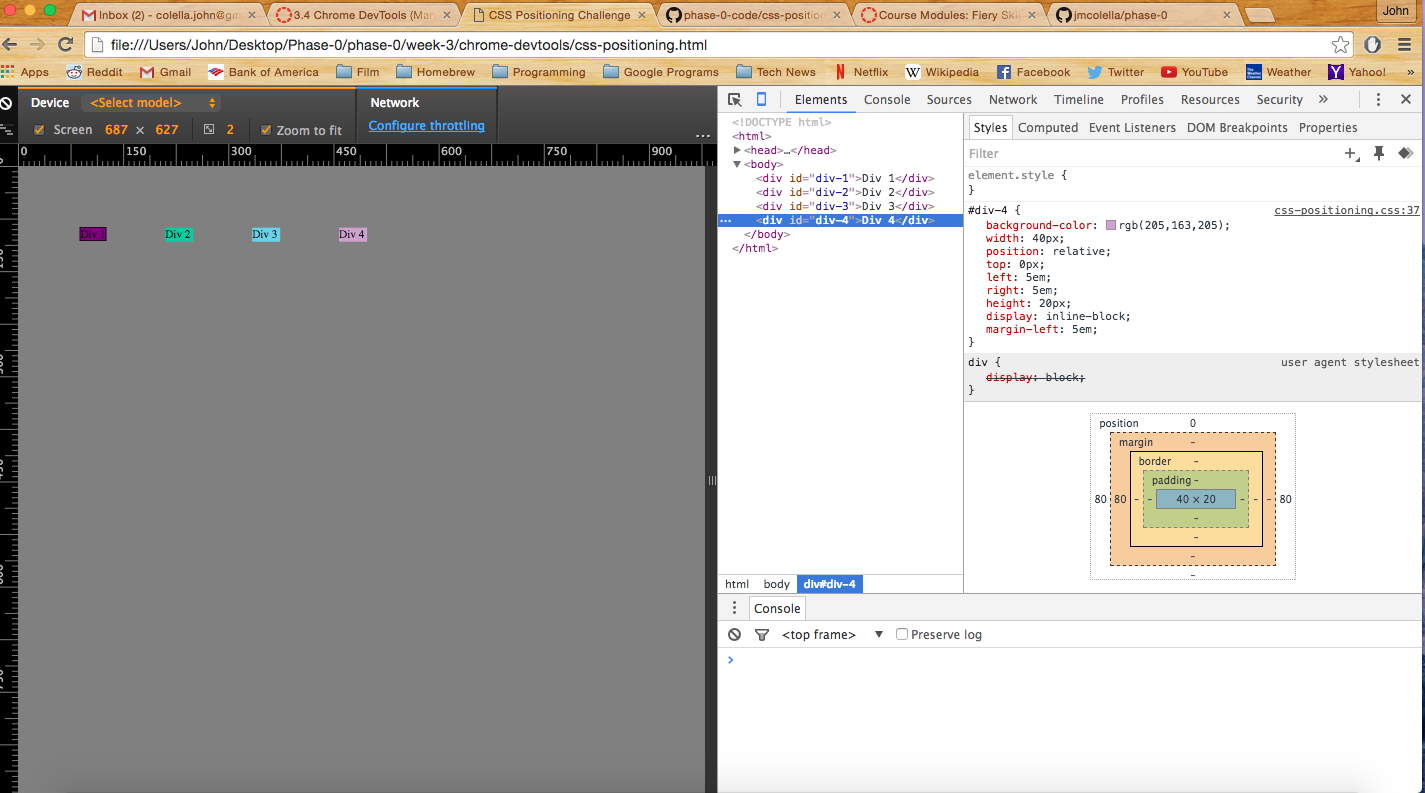 Inbox (2) - colella.john@gm
3.4 Chrome DevTools (Man
CSS Positioning Challenge
phase-0-code/css-position
Course Modules: Fiery Ski
jmcolella/phase-0
John
file:///Users/John/Desktop/Phase-0/phase-0/week-3/chrome-devtools/css-positioning.html
Apps Reddit Gmail Bank of America Film Homebrew Programming Google Programs Tech News Netflix Wikipedia Facebook Twitter YouTube Weather Yahoo! »
Device <Select model>
Screen 687 × 627 2 Zoom to fit
Network
Configure throttling
...
0 150 300 450 750 900
Div 1 Div 2 Div 3 Div 4
Elements Console Sources Network Timeline Profiles Resources Security »
<!DOCTYPE html>
<html>
<head>…</head>
<body>
<div id="div-1">Div 1</div>
<div id="div-2">Div 2</div>
<div id="div-3">Div 3</div>
<div id="div-4">Div 4</div>
</body>
</html>
html body div#div-4
Styles Computed Event Listeners DOM Breakpoints Properties
Filter
element.style {
}
#div-4 { css-positioning.css:37
background-color: rgb(205,163,205);
width: 40px;
position: relative;
top: 0px;
left: 5em;
right: 5em;
height: 20px;
display: inline-block;
margin-left: 5em;
}
div { user agent stylesheet
display: block;
}
position 0
margin -
border -
padding -
80 80 - - 40 × 20 - - - 80
-
-
-
-
Console
<top frame> ▼ Preserve log
>